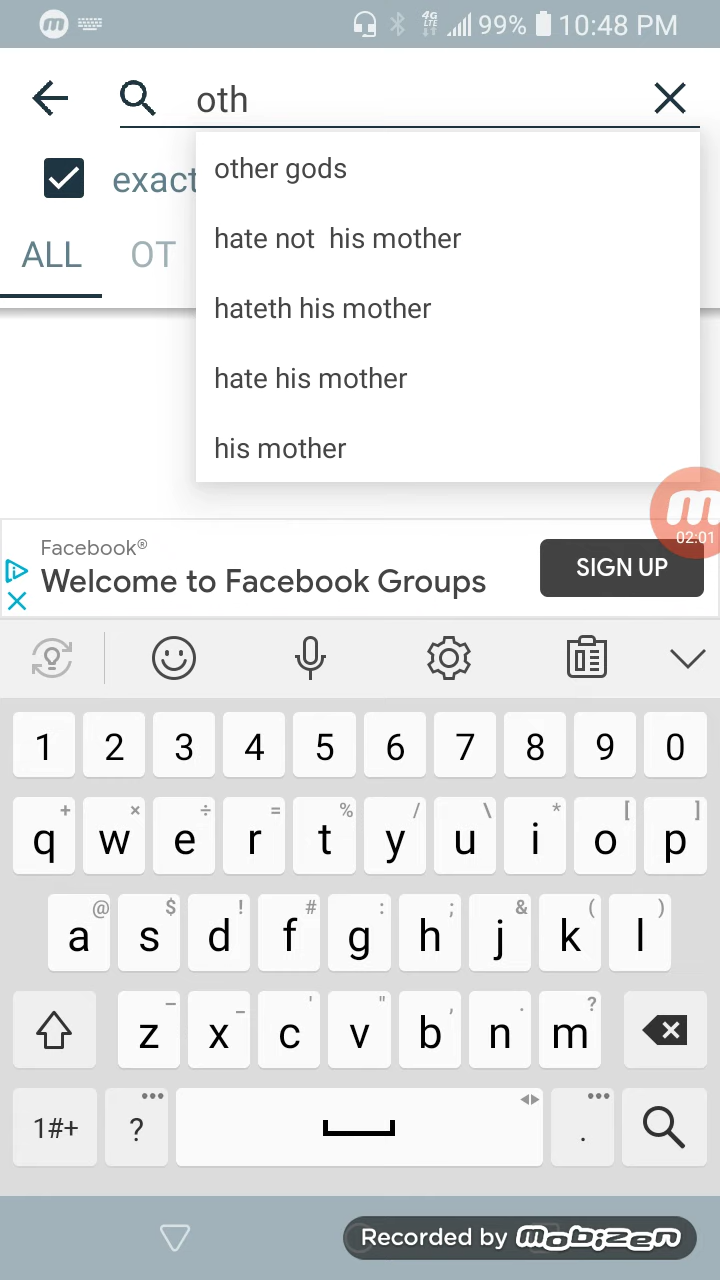 m 4G LTE 99% 10:48 PM
oth
exact
other gods
hate not  his mother
hateth his mother
hate his mother
his mother
ALL OT
Facebook®
Welcome to Facebook Groups
SIGN UP
m
02:01
1 2 3 4 5 6 7 8 9 0
+ × ÷ = % / \ * [ ]
q w e r t y u i o p
@ $ ! # : ; & ( )
a s d f g h j k l
– _ ' " , . ?
z x c v b n m
1#+ ? .
Recorded by mobizen